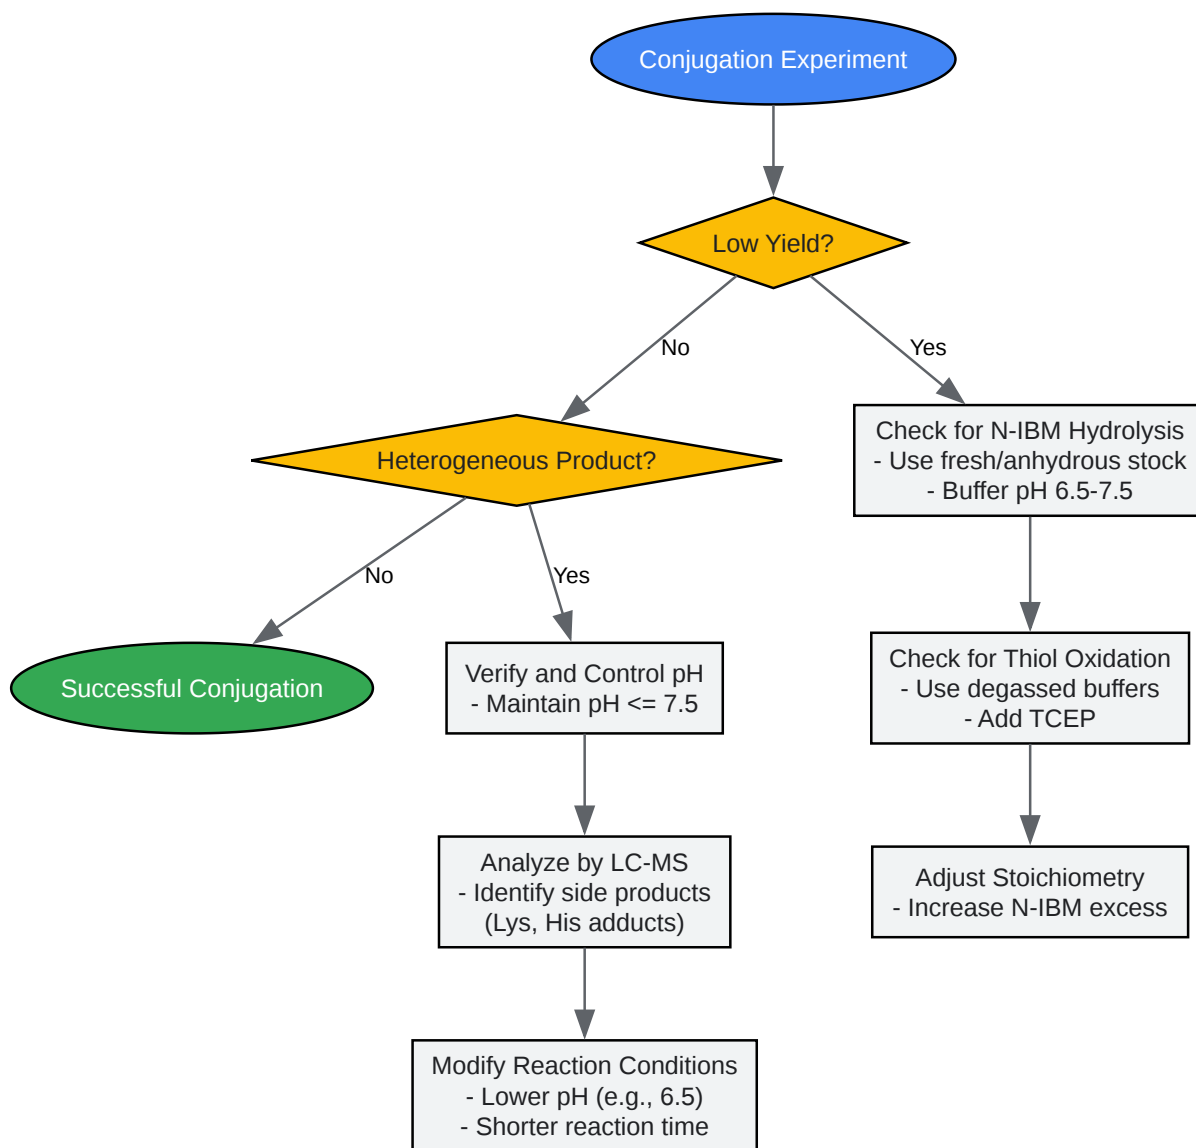 Conjugation Experiment
Low Yield?
No
Yes
Check for N-IBM Hydrolysis
- Use fresh/anhydrous stock
- Buffer pH 6.5-7.5
Heterogeneous Product?
No
Yes
Successful Conjugation
Verify and Control pH
- Maintain pH <= 7.5
Check for Thiol Oxidation
- Use degassed buffers
- Add TCEP
Analyze by LC-MS
- Identify side products
(Lys, His adducts)
Adjust Stoichiometry
- Increase N-IBM excess
Modify Reaction Conditions
- Lower pH (e.g., 6.5)
- Shorter reaction time